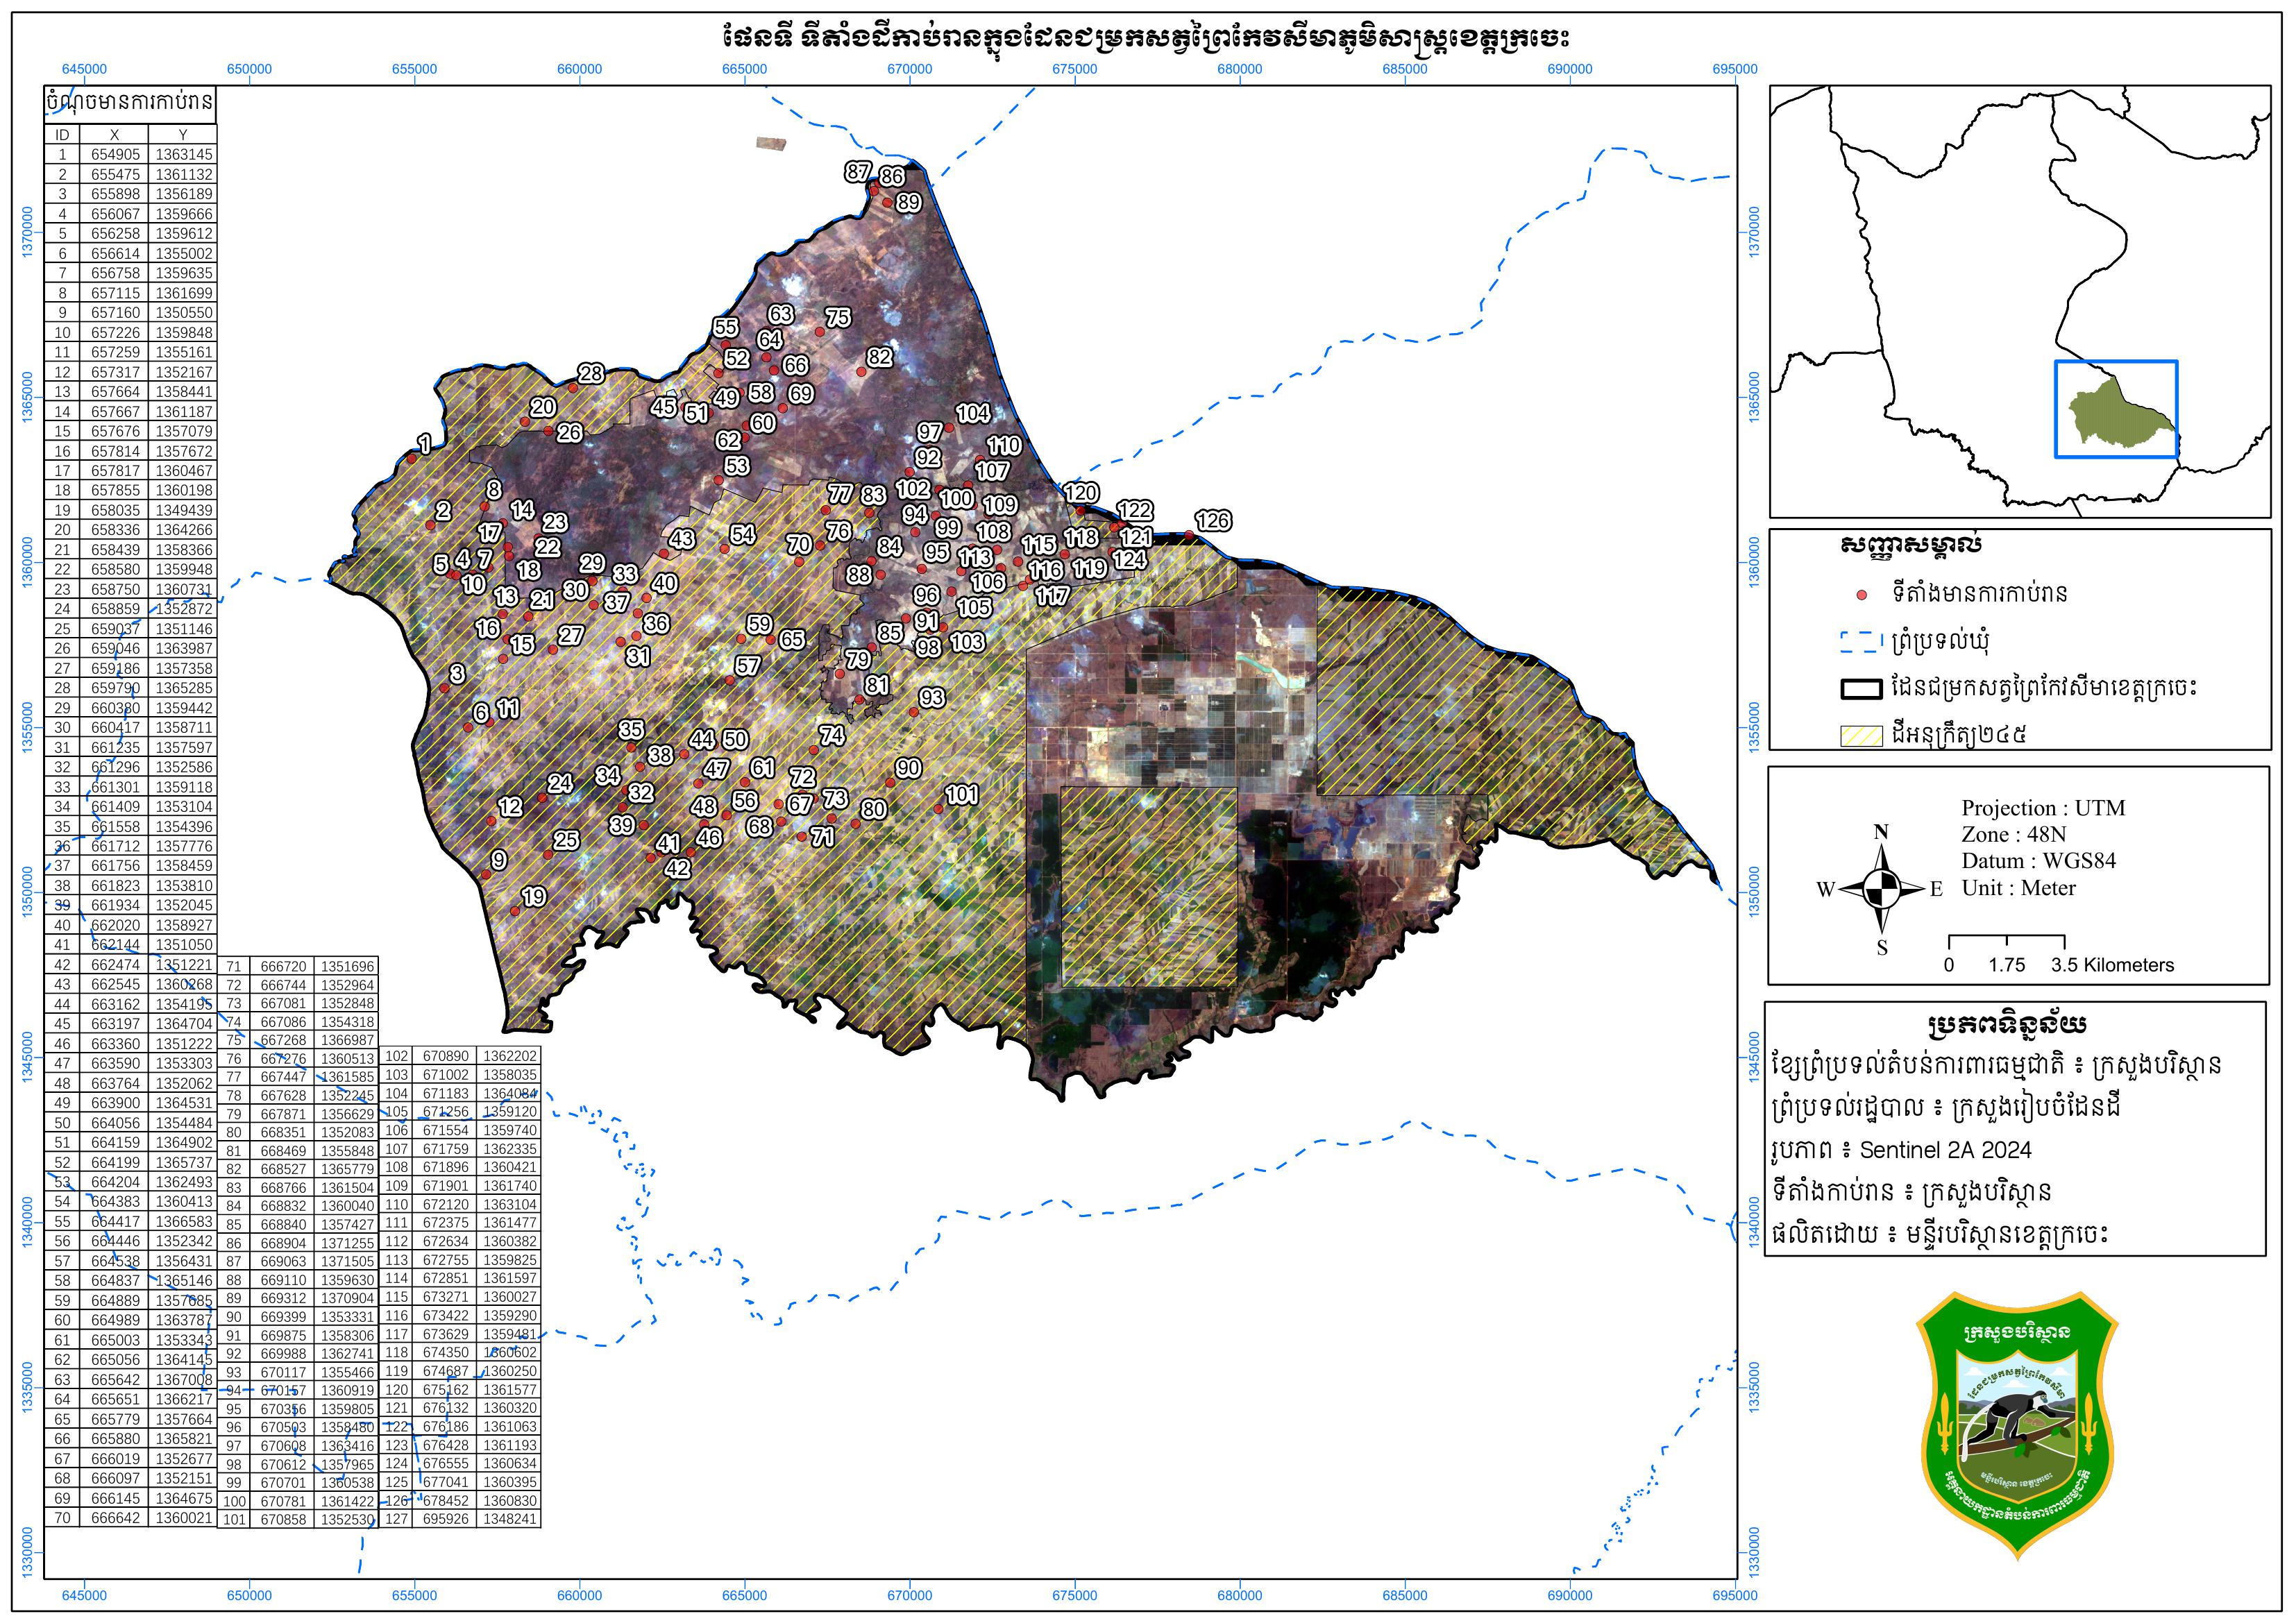 ផែនទី ទីតាំងដីកាប់រានក្នុងដែនជម្រកសត្វព្រៃកែវសីមាភូមិសាស្ត្រខេត្តក្រចេះ
645000 650000 655000 660000 665000 670000 675000 680000 685000 690000 695000
ចំណុចមានការកាប់រាន
ID X Y
1 654905 1363145
2 655475 1361132
3 655898 1356189
4 656067 1359666
5 656258 1359612
6 656614 1355002
7 656758 1359635
8 657115 1361699
9 657160 1350550
10 657226 1359848
11 657259 1355161
12 657317 1352167
13 657664 1358441
14 657667 1361187
15 657676 1357079
16 657814 1357672
17 657817 1360467
18 657855 1360198
19 658035 1349439
20 658336 1364266
21 658439 1358366
22 658580 1359948
23 658750 1360731
24 658859 1352872
25 659037 1351146
26 659046 1363987
27 659186 1357358
28 659790 1365285
29 660380 1359442
30 660417 1358711
31 661235 1357597
32 661296 1352586
33 661301 1359118
34 661409 1353104
35 661558 1354396
36 661712 1357776
37 661756 1358459
38 661823 1353810
39 661934 1352045
40 662020 1358927
41 662144 1351050
42 662474 1351221
43 662545 1360268
44 663162 1354195
45 663197 1364704
46 663360 1351222
47 663590 1353303
48 663764 1352062
49 663900 1364531
50 664056 1354484
51 664159 1364902
52 664199 1365737
53 664204 1362493
54 664383 1360413
55 664417 1366583
56 664446 1352342
57 664538 1356431
58 664837 1365146
59 664889 1357685
60 664989 1363787
61 665003 1353343
62 665056 1364145
63 665642 1367008
64 665651 1366217
65 665779 1357664
66 665880 1365821
67 666019 1352677
68 666097 1352151
69 666145 1364675
70 666642 1360021
71 666720 1351696
72 666744 1352964
73 667081 1352848
74 667086 1354318
75 667268 1366987
76 667276 1360513
77 667447 1361585
78 667628 1352245
79 667871 1356629
80 668351 1352083
81 668469 1355848
82 668527 1365779
83 668766 1361504
84 668832 1360040
85 668840 1357427
86 668904 1371255
87 669063 1371505
88 669110 1359630
89 669312 1370904
90 669399 1353331
91 669875 1358306
92 669988 1362741
93 670117 1355466
94 670157 1360919
95 670356 1359805
96 670503 1358480
97 670608 1363416
98 670612 1357965
99 670701 1360538
100 670781 1361422
101 670858 1352530
102 670890 1362202
103 671002 1358035
104 671183 1364084
105 671256 1359120
106 671554 1359740
107 671759 1362335
108 671896 1360421
109 671901 1361740
110 672120 1363104
111 672375 1361477
112 672634 1360382
113 672755 1359825
114 672851 1361597
115 673271 1360027
116 673422 1359290
117 673629 1359481
118 674350 1360602
119 674687 1360250
120 675162 1361577
121 676132 1360320
122 676186 1361063
123 676428 1361193
124 676555 1360634
125 677041 1360395
126 678452 1360830
127 695926 1348241
1370000
1365000
1360000
1355000
1350000
1345000
1340000
1335000
1330000
87 86
89
63 75
55 64
52 66 82
28
49 58 69
45 51
20 60 104
26 62 97
1 92 110
53 107
8 77 83 102 100 120
2 14 109 122 126
17 23 76 94 99
43 54 108 118 121
22 70 84 95 115
5 4 7 18 29 113 124
10 33 40 88 116 119
30 106
13 21 37 96 117
16 36 59 105
27 65 85 91
15 31 98 103
79
3 57
81 93
6 11
35 44 50 74
38
47 61 90
34 72
24 32 101
12 48 56 67 73 80
39 68 71
25 41 46
9 42
19
645000 650000 655000 660000 665000 670000 675000 680000 685000 690000 695000
1370000
1365000
1360000
1355000
1350000
1345000
1340000
1335000
1330000
សញ្ញាសម្គាល់
ទីតាំងមានការកាប់រាន
ព្រំប្រទល់ឃុំ
ដែនជម្រកសត្វព្រៃកែវសីមាខេត្តក្រចេះ
ដីអនុក្រឹត្យ២៤៥
N
W E
S
Projection : UTM
Zone : 48N
Datum : WGS84
Unit : Meter
0 1.75 3.5 Kilometers
ប្រភពទិន្នន័យ
ខ្សែព្រំប្រទល់តំបន់ការពារធម្មជាតិ ៖ ក្រសួងបរិស្ថាន
ព្រំប្រទល់រដ្ឋបាល ៖ ក្រសួងរៀបចំដែនដី
រូបភាព ៖ Sentinel 2A 2024
ទីតាំងកាប់រាន ៖ ក្រសួងបរិស្ថាន
ផលិតដោយ ៖ មន្ទីរបរិស្ថានខេត្តក្រចេះ
ក្រសួងបរិស្ថាន
ដែនជម្រកសត្វព្រៃកែវសីមា
មន្ទីរបរិស្ថាន ខេត្តក្រចេះ
អគ្គនាយកដ្ឋានតំបន់ការពារធម្មជាតិ